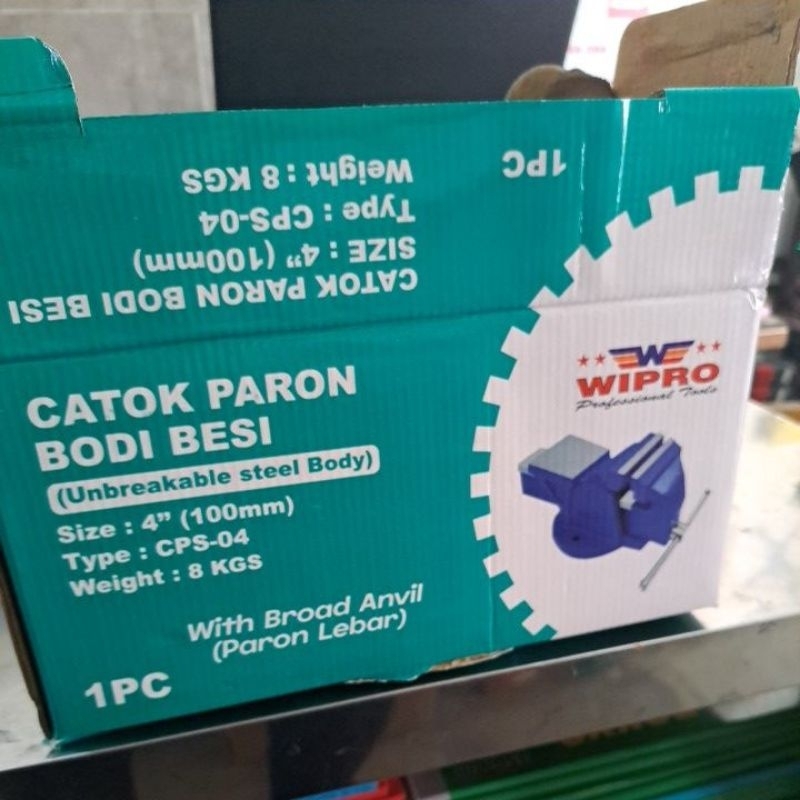 CATOK PARON BODI BESI
SIZE : 4” (100mm)
Type : CPS-04
Weight : 8 KGS
1PC
CATOK PARON
BODI BESI
(Unbreakable steel Body)
Size : 4” (100mm)
Type : CPS-04
Weight : 8 KGS
With Broad Anvil
(Paron Lebar)
1PC
W
WIPRO
Professional Tools